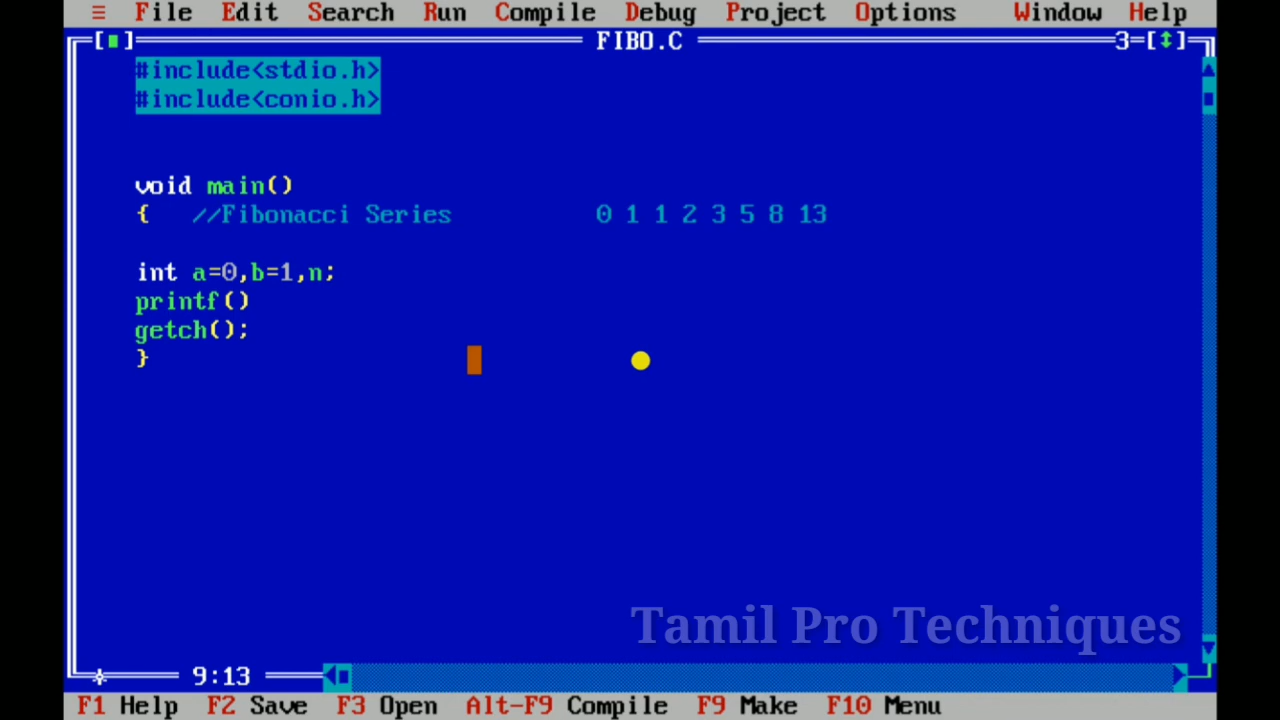 ≡ File Edit Search Run Compile Debug Project Options Window Help
[■] FIBO.C 3=[↕]
#include<stdio.h>
#include<conio.h>
void main()
{ //Fibonacci Series 0 1 1 2 3 5 8 13
int a=0,b=1,n;
printf()
getch();
}
Tamil Pro Techniques
9:13
F1 Help F2 Save F3 Open Alt-F9 Compile F9 Make F10 Menu